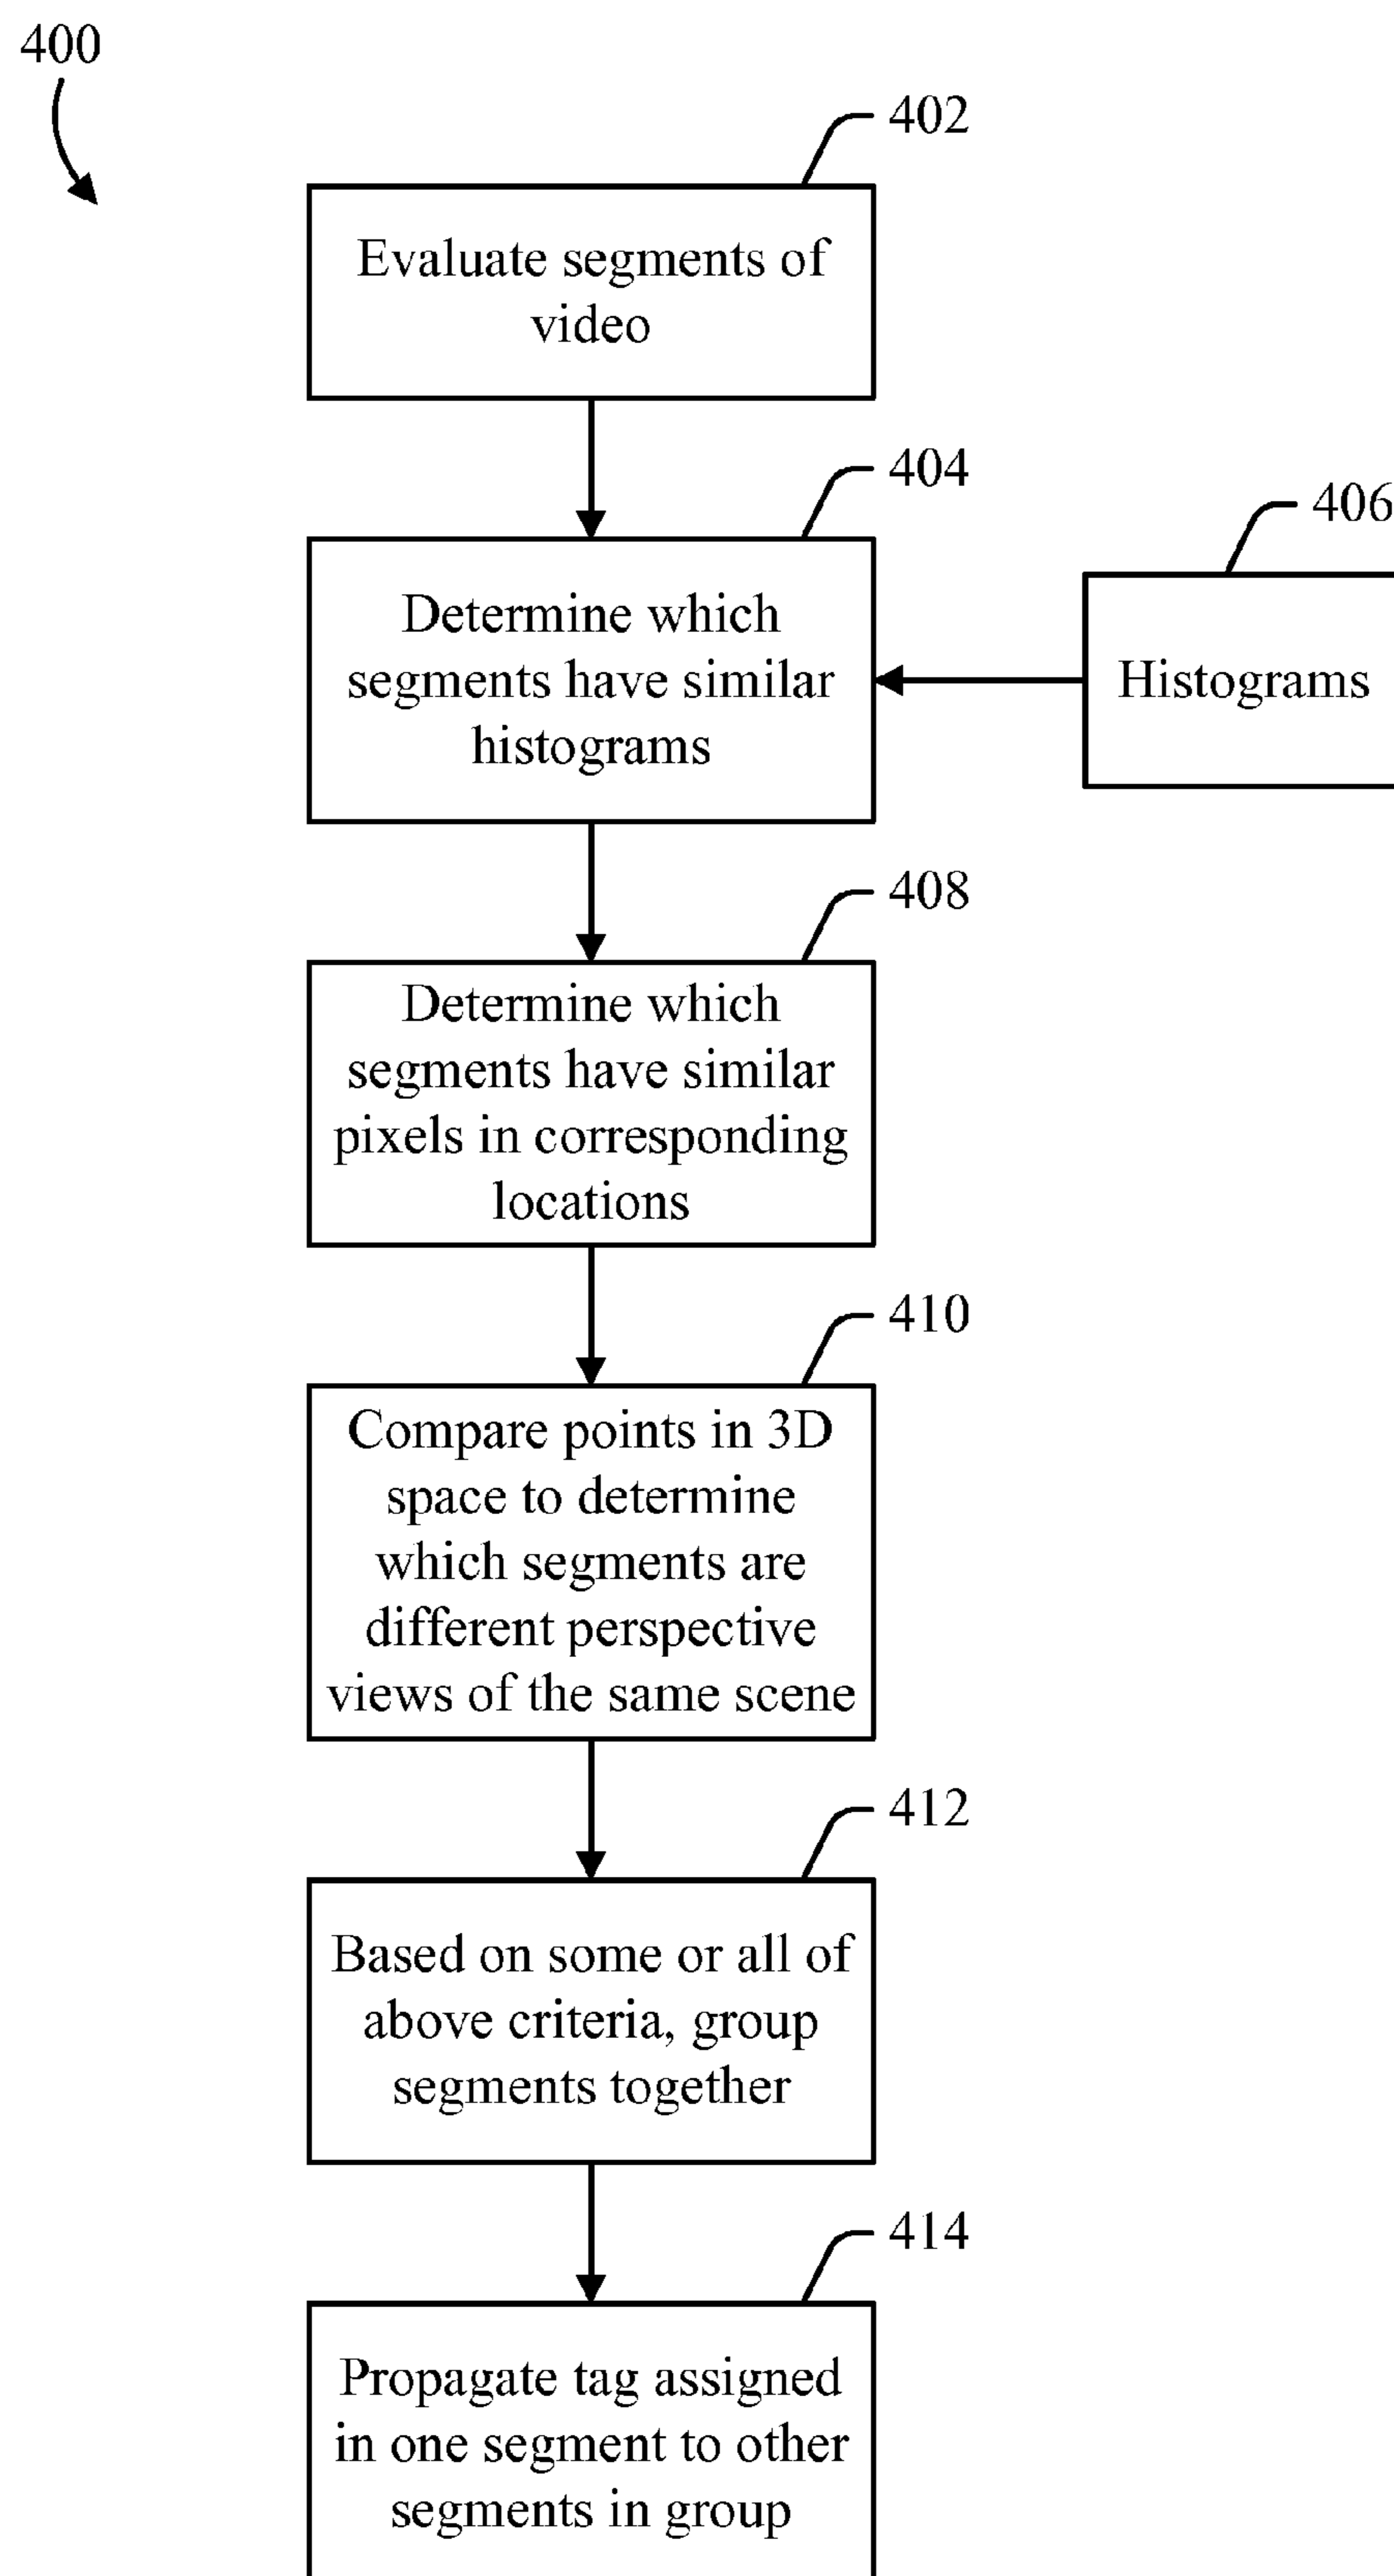 400
402
Evaluate segments of
video
404
Determine which
segments have similar
histograms
406
Histograms
408
Determine which
segments have similar
pixels in corresponding
locations
410
Compare points in 3D
space to determine
which segments are
different perspective
views of the same scene
412
Based on some or all of
above criteria, group
segments together
414
Propagate tag assigned
in one segment to other
segments in group